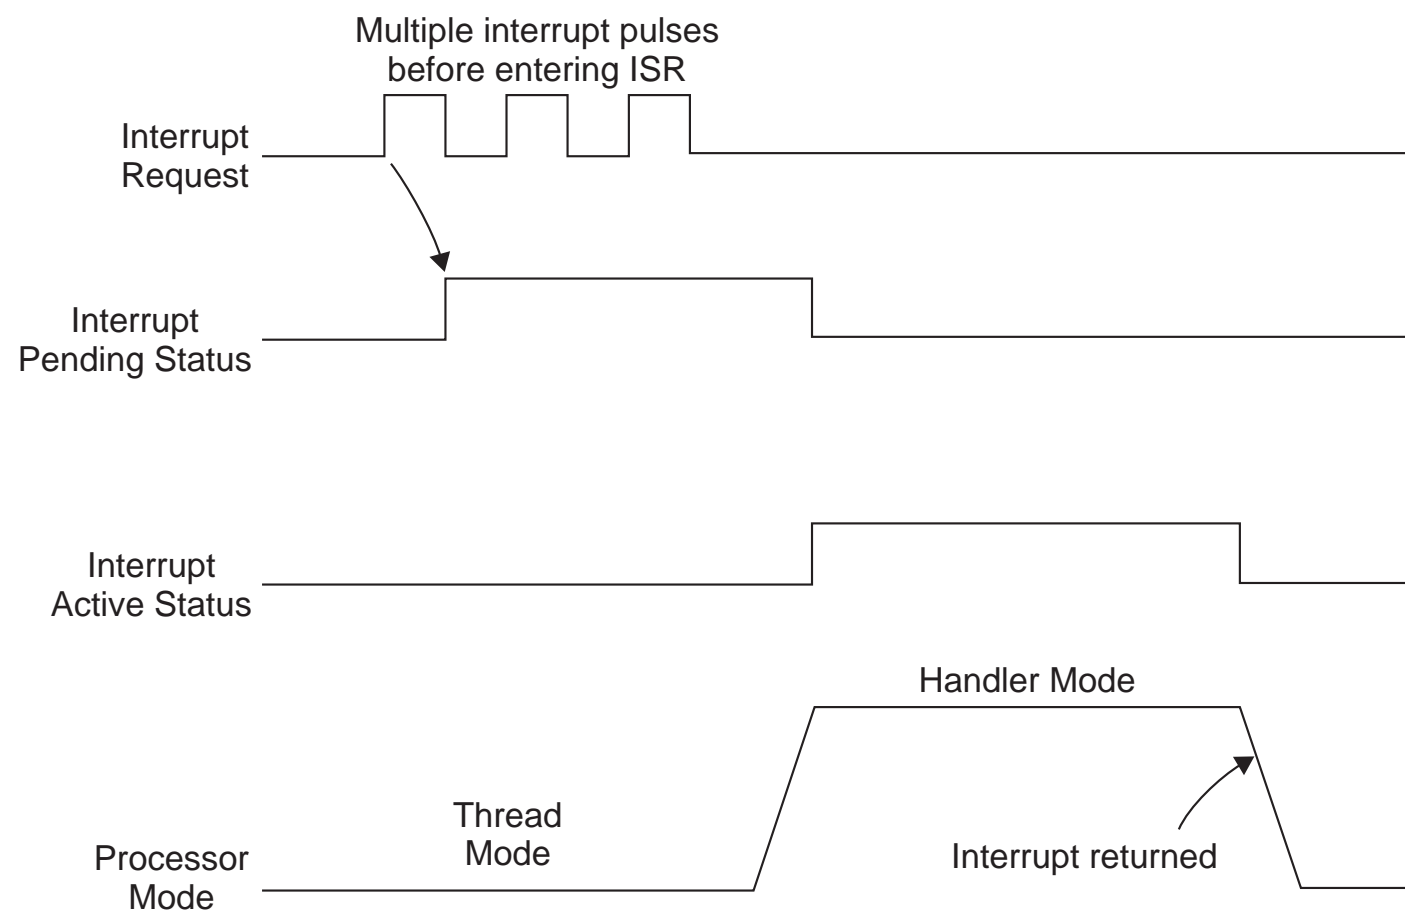 Multiple interrupt pulses
before entering ISR
Interrupt
Request
Interrupt
Pending Status
Interrupt
Active Status
Handler Mode
Thread
Mode
Interrupt returned
Processor
Mode